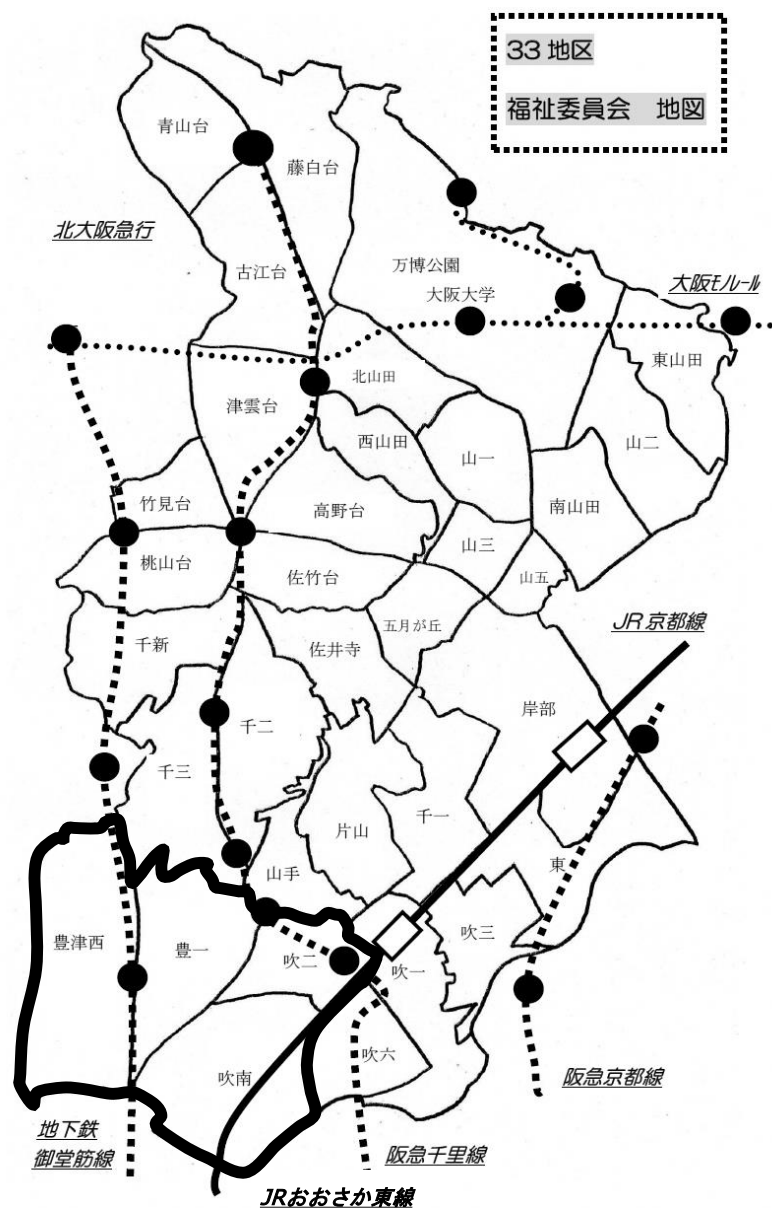 33 地区
福祉委員会　地図
青山台
藤白台
北大阪急行
古江台
万博公園
大阪大学
大阪ﾓﾉﾚｰﾙ
東山田
北山田
津雲台
西山田
山一
山二
竹見台
高野台
南山田
山三
桃山台
佐竹台
山五
千新
佐井寺
五月が丘
JR 京都線
岸部
千二
千三
片山
千一
山手
東
豊津西
豊一
吹二
吹三
吹一
吹南
吹六
阪急京都線
地下鉄
御堂筋線
阪急千里線
JRおおさか東線